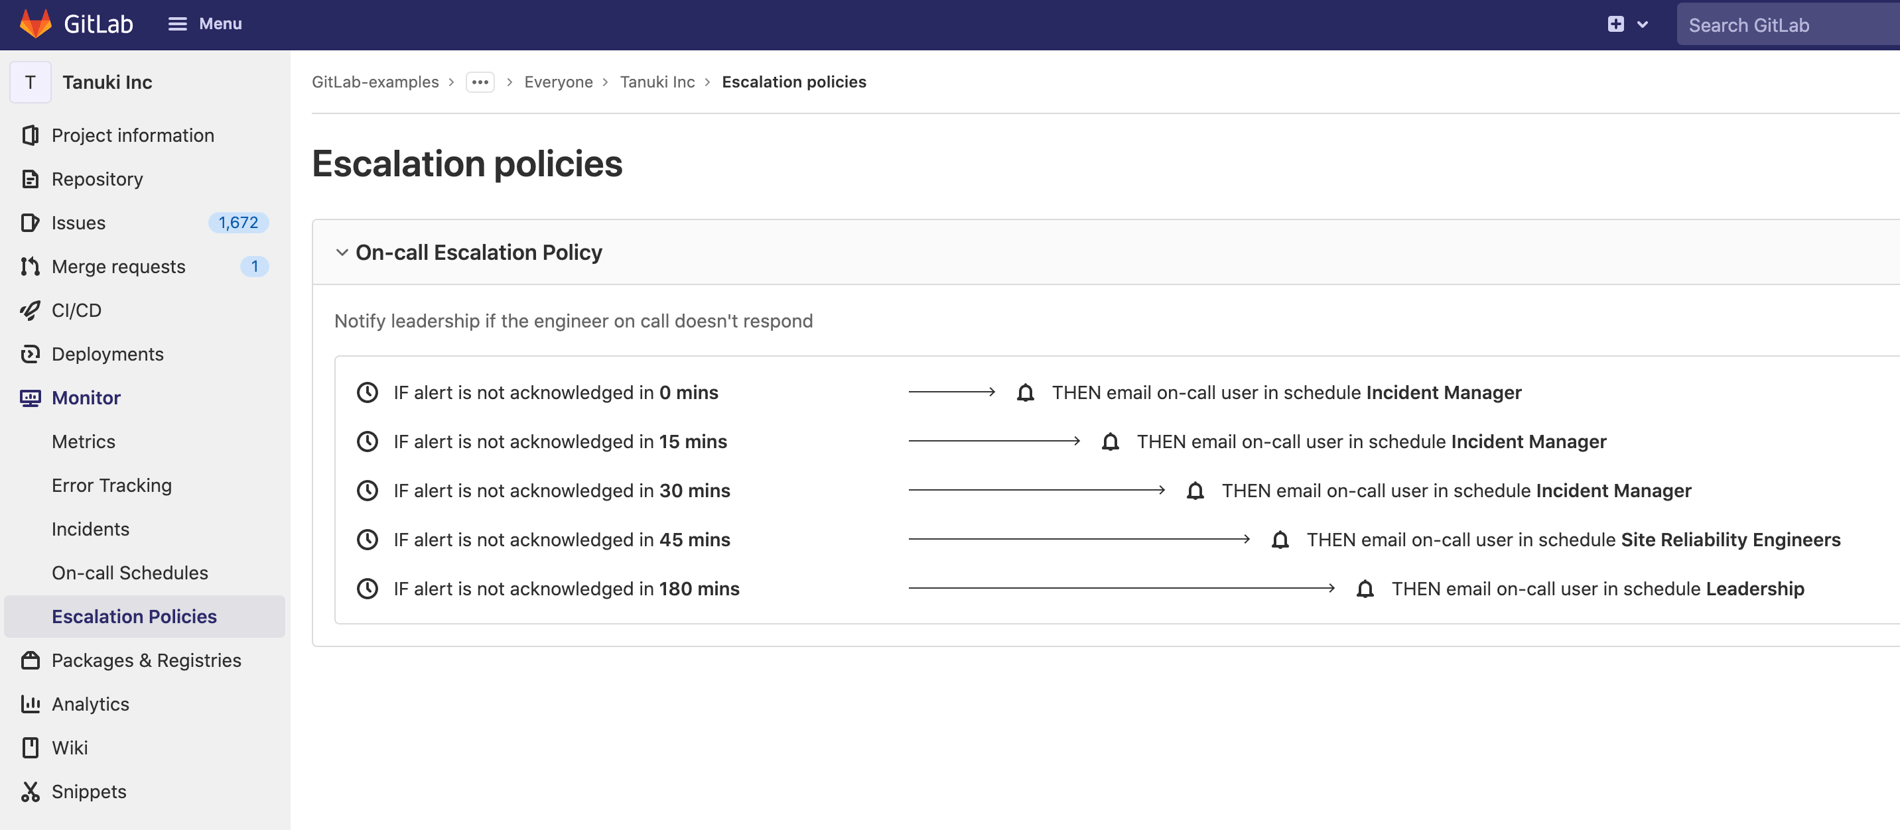 GitLab
Menu
Search GitLab
T
Tanuki Inc
GitLab-examples › ••• › Everyone › Tanuki Inc › Escalation policies
Project information
Repository
Issues 1,672
Merge requests 1
CI/CD
Deployments
Monitor
Metrics
Error Tracking
Incidents
On-call Schedules
Escalation Policies
Packages & Registries
Analytics
Wiki
Snippets
Escalation policies
On-call Escalation Policy
Notify leadership if the engineer on call doesn't respond
IF alert is not acknowledged in 0 mins THEN email on-call user in schedule Incident Manager
IF alert is not acknowledged in 15 mins THEN email on-call user in schedule Incident Manager
IF alert is not acknowledged in 30 mins THEN email on-call user in schedule Incident Manager
IF alert is not acknowledged in 45 mins THEN email on-call user in schedule Site Reliability Engineers
IF alert is not acknowledged in 180 mins THEN email on-call user in schedule Leadership